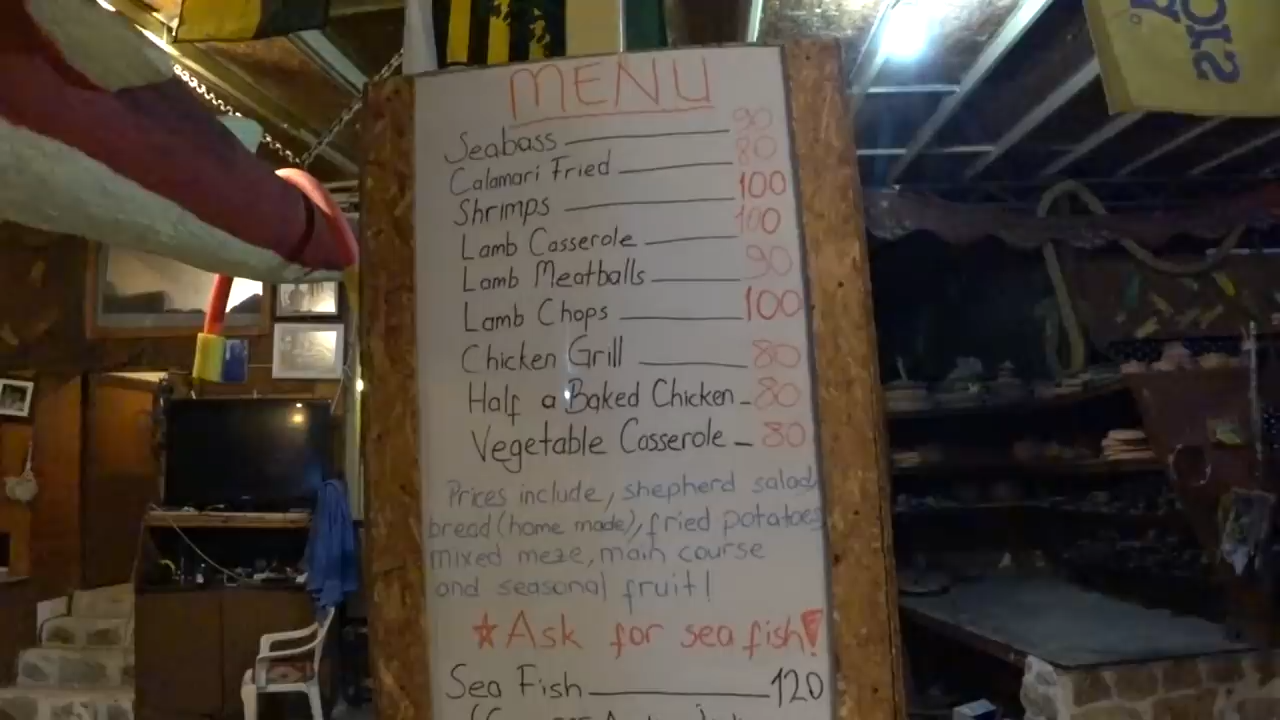 MENU
Seabass 90
Calamari Fried 80
Shrimps 100
Lamb Casserole 100
Lamb Meatballs 90
Lamb Chops 100
Chicken Grill 80
Half a Baked Chicken 80
Vegetable Casserole 80
Prices include, shepherd salad,
bread (home made), fried potatoes
mixed meze, main course
and seasonal fruit!
★Ask for sea fish!
Sea Fish 120
ors